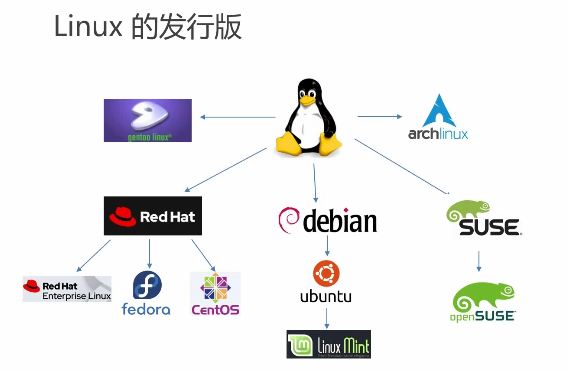 Linux 的发行版
gentoo linux
archlinux
Red Hat
debian
SUSE
Red Hat
Enterprise Linux
fedora
CentOS
ubuntu
openSUSE
Linux Mint